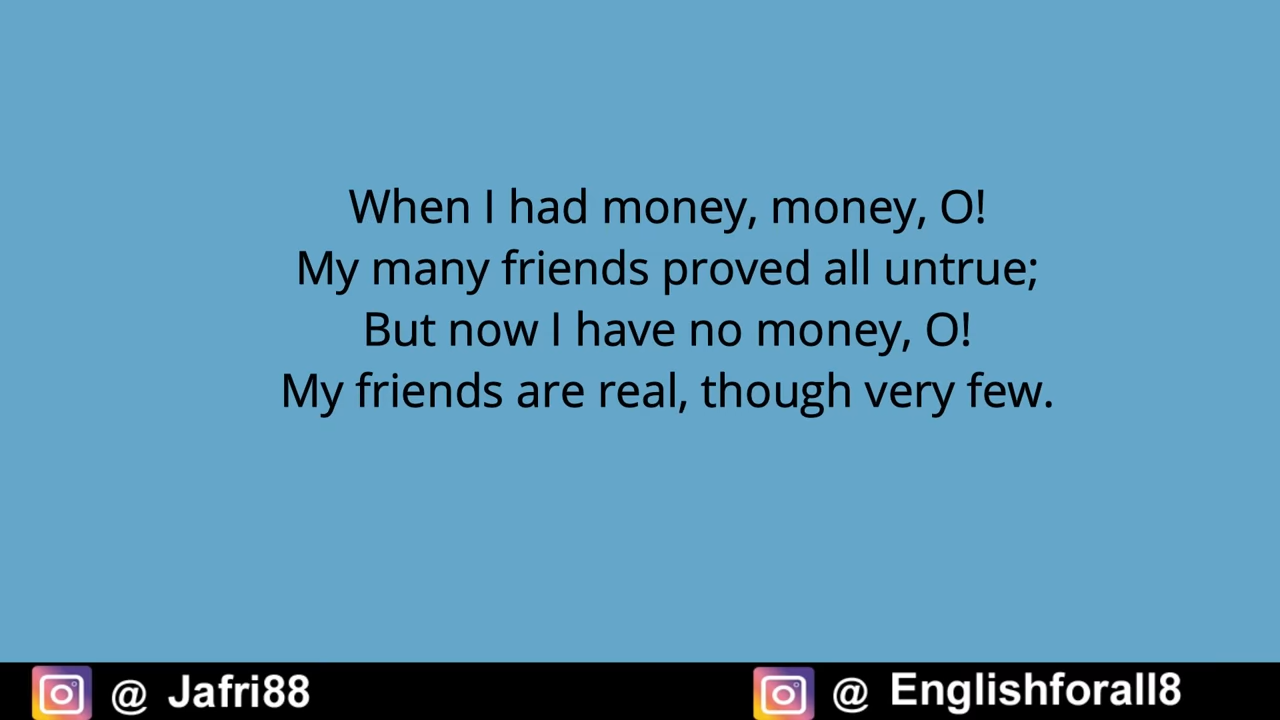 When I had money, money, O!
My many friends proved all untrue;
But now I have no money, O!
My friends are real, though very few.
@ Jafri88
@ Englishforall8